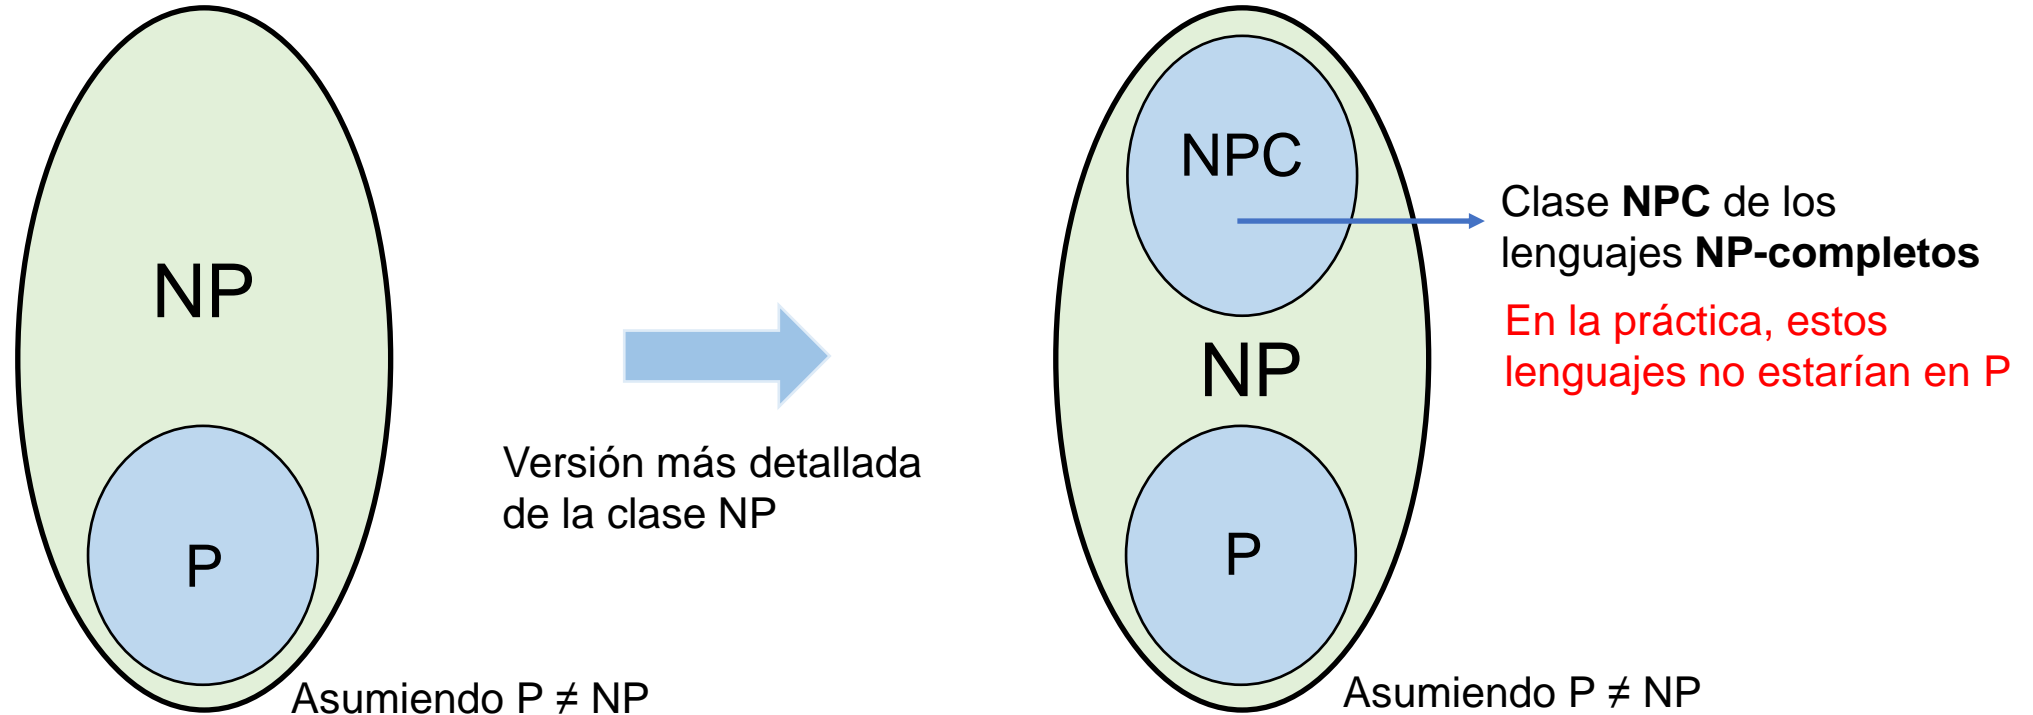 NP
P
Asumiendo P ≠ NP
Versión más detallada
de la clase NP
NPC
NP
P
Asumiendo P ≠ NP
Clase NPC de los
lenguajes NP-completos
En la práctica, estos
lenguajes no estarían en P